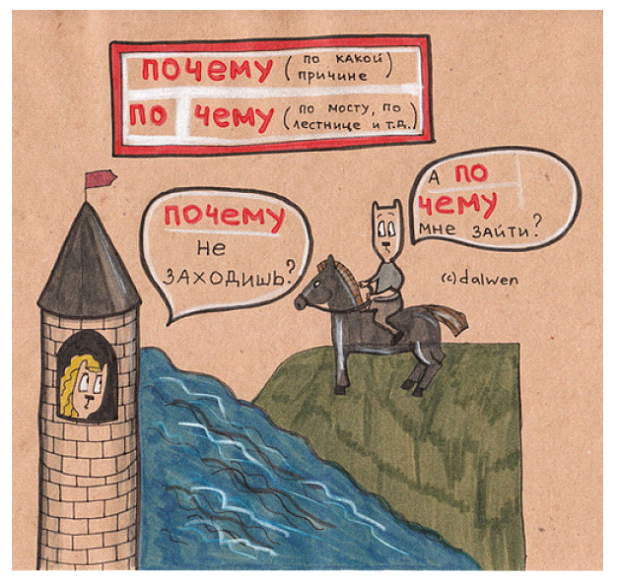 почему (по какой
причине)
по чему (по мосту, по
лестнице и т.д.)
почему
не
заходишь?
А по
чему
мне зайти?
(c)dalwen